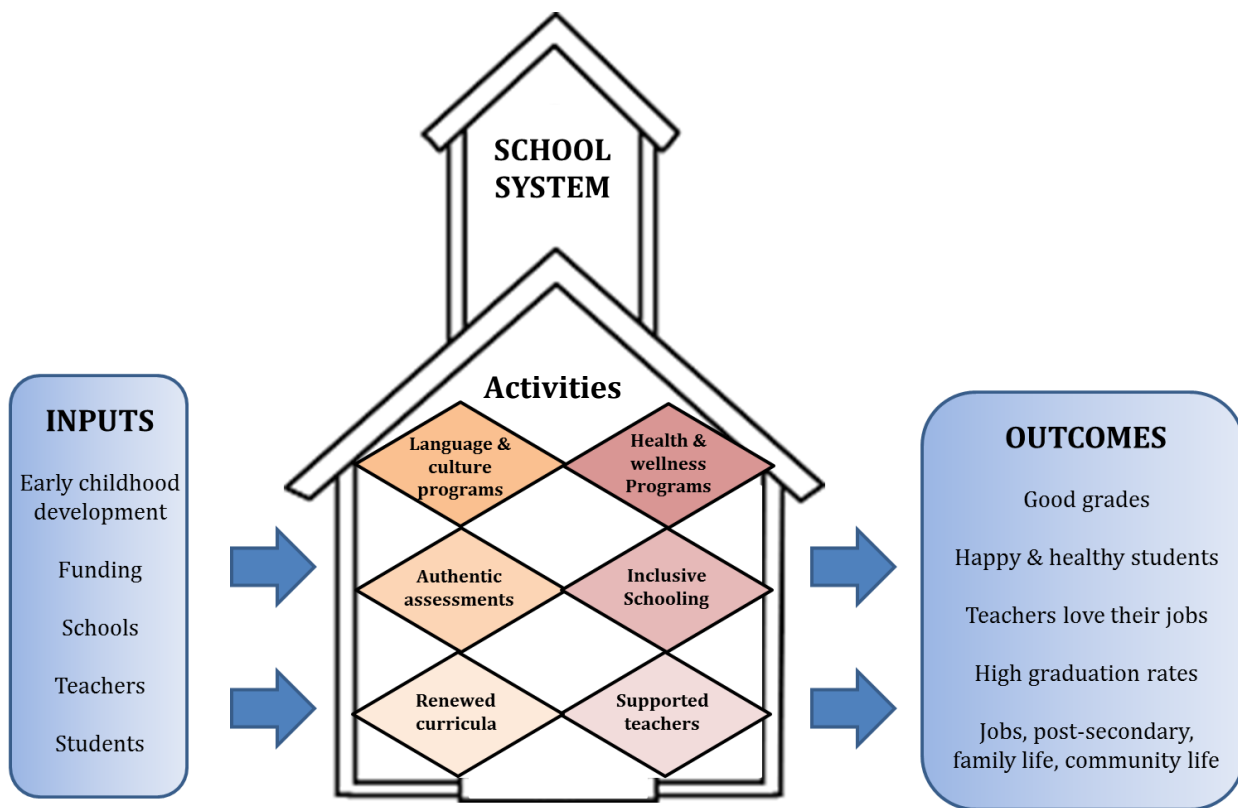 SCHOOL
SYSTEM
INPUTS
Early childhood
development
Funding
Schools
Teachers
Students
Activities
Language &
culture
programs
Health &
wellness
Programs
Authentic
assessments
Inclusive
Schooling
Renewed
curricula
Supported
teachers
OUTCOMES
Good grades
Happy & healthy students
Teachers love their jobs
High graduation rates
Jobs, post-secondary,
family life, community life